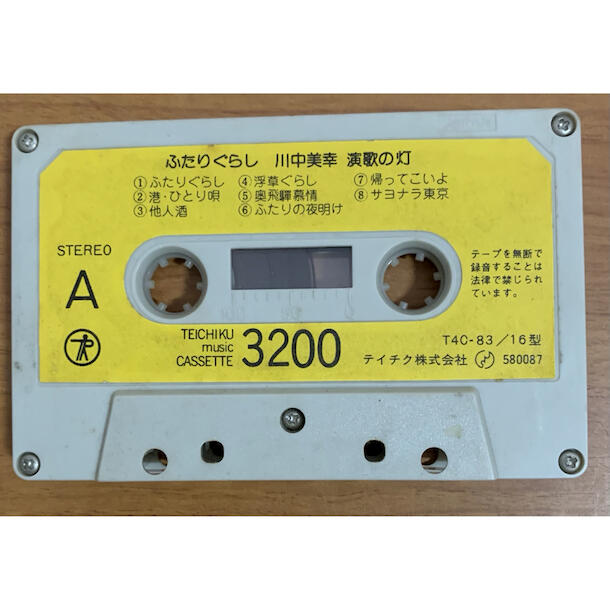 ふたりぐらし 川中美幸 演歌の灯
①ふたりぐらし ④浮草ぐらし ⑦帰ってこいよ
②港・ひとり唄 ⑤奥飛騨慕情 ⑧サヨナラ東京
③他人酒 ⑥ふたりの夜明け
STEREO
A
テープを無断で
録音することは
法律で禁じられ
ています。
TEICHIKU
music
CASSETTE
3200
T4C-83/16型
テイチク株式会社 580087